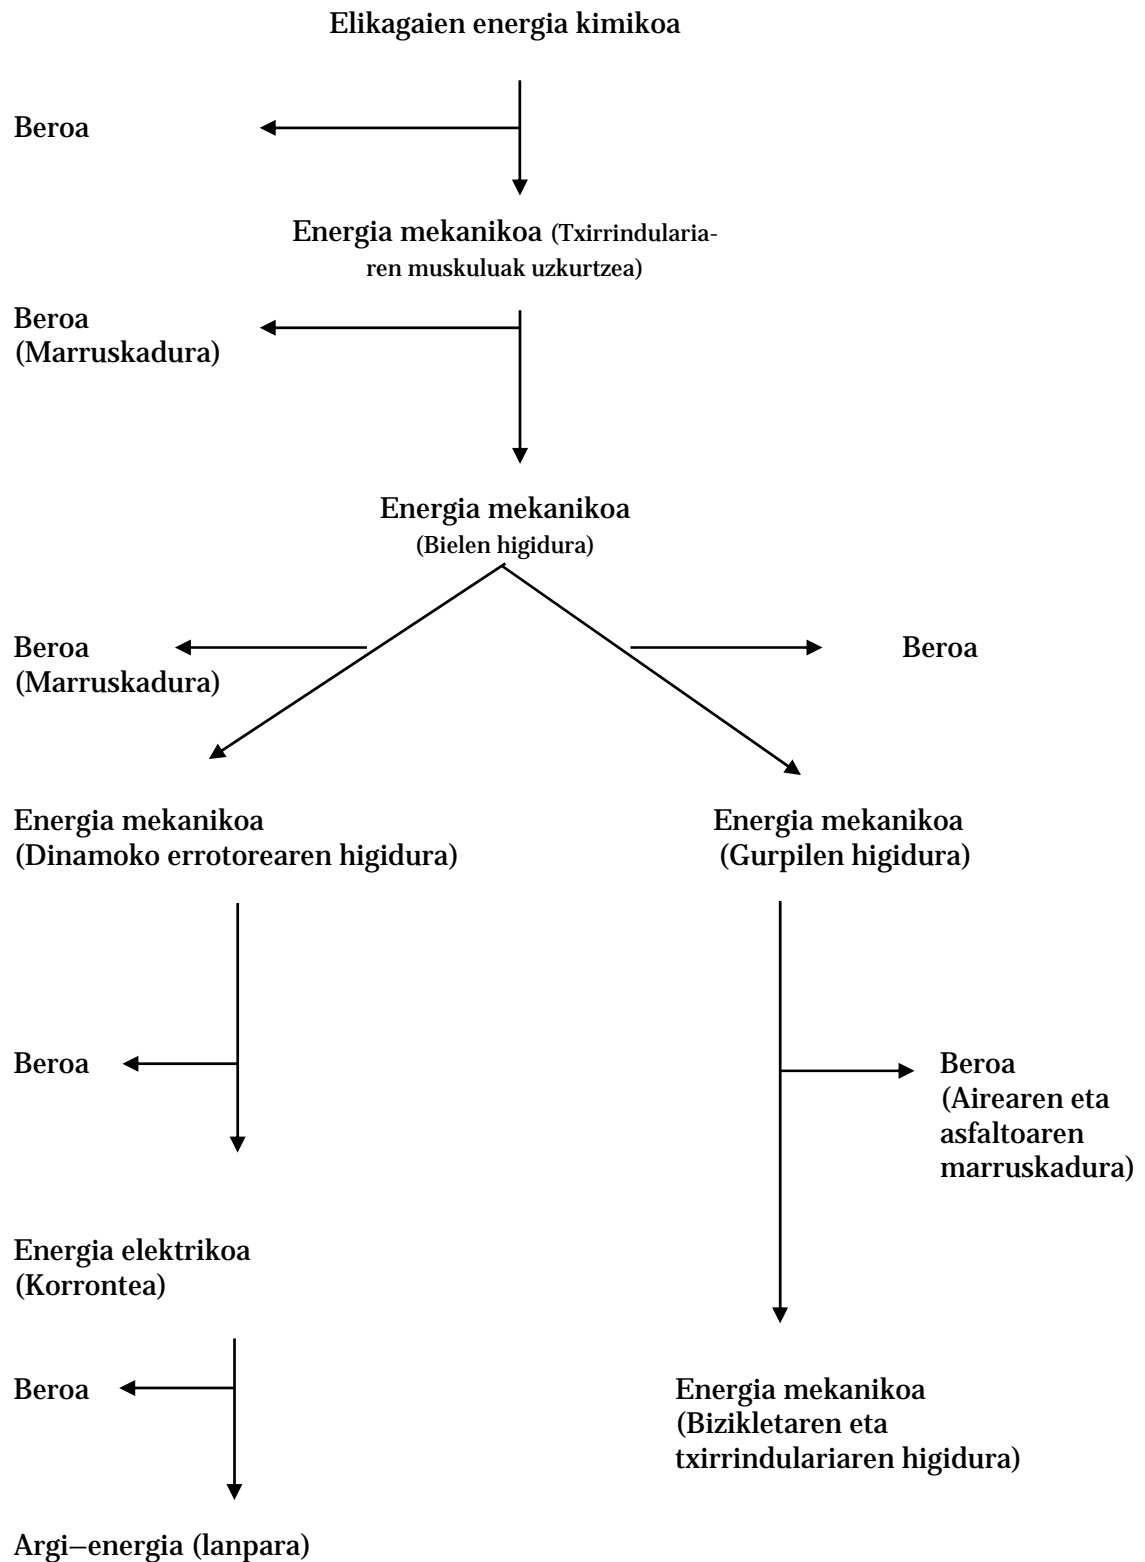 Elikagaien energia kimikoa
Beroa
Energia mekanikoa (Txirrindularia-
ren muskuluak uzkurtzea)
Beroa
(Marruskadura)
Energia mekanikoa
(Bielen higidura)
Beroa
(Marruskadura)
Beroa
Energia mekanikoa
(Dinamoko errotorearen higidura)
Energia mekanikoa
(Gurpilen higidura)
Beroa
Beroa
(Airearen eta
asfaltoaren
marruskadura)
Energia elektrikoa
(Korrontea)
Beroa
Energia mekanikoa
(Bizikletaren eta
txirrindulariaren higidura)
Argi–energia (lanpara)